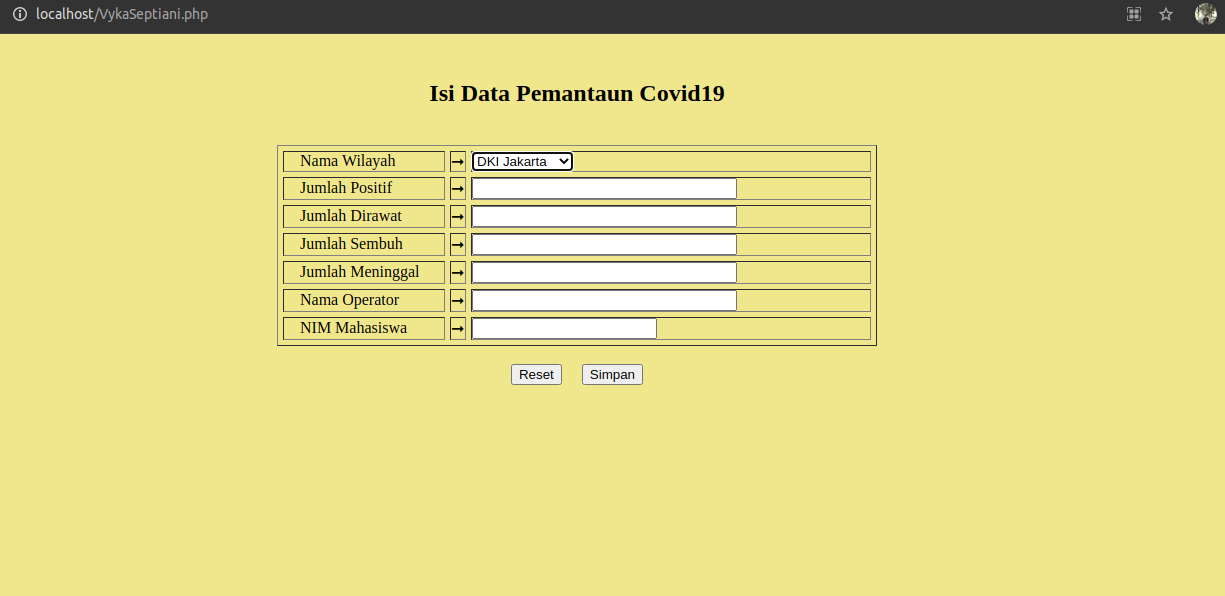 localhost/VykaSeptiani.php
Isi Data Pemantaun Covid19
Nama Wilayah → DKI Jakarta
Jumlah Positif →
Jumlah Dirawat →
Jumlah Sembuh →
Jumlah Meninggal →
Nama Operator →
NIM Mahasiswa →
Reset Simpan